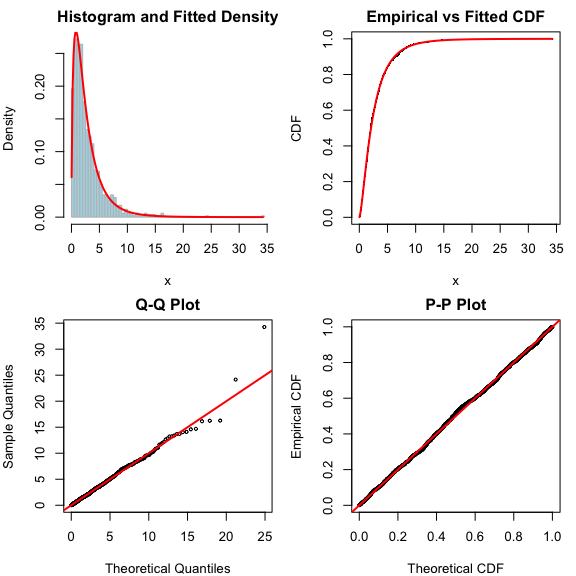 Histogram and Fitted Density
Density
0.00 0.10 0.20
0 5 10 15 20 25 30 35
x
Empirical vs Fitted CDF
CDF
0.0 0.2 0.4 0.6 0.8 1.0
0 5 10 15 20 25 30 35
x
Q-Q Plot
Sample Quantiles
0 5 10 15 20 25 30 35
0 5 10 15 20 25
Theoretical Quantiles
P-P Plot
Empirical CDF
0.0 0.2 0.4 0.6 0.8 1.0
0.0 0.2 0.4 0.6 0.8 1.0
Theoretical CDF